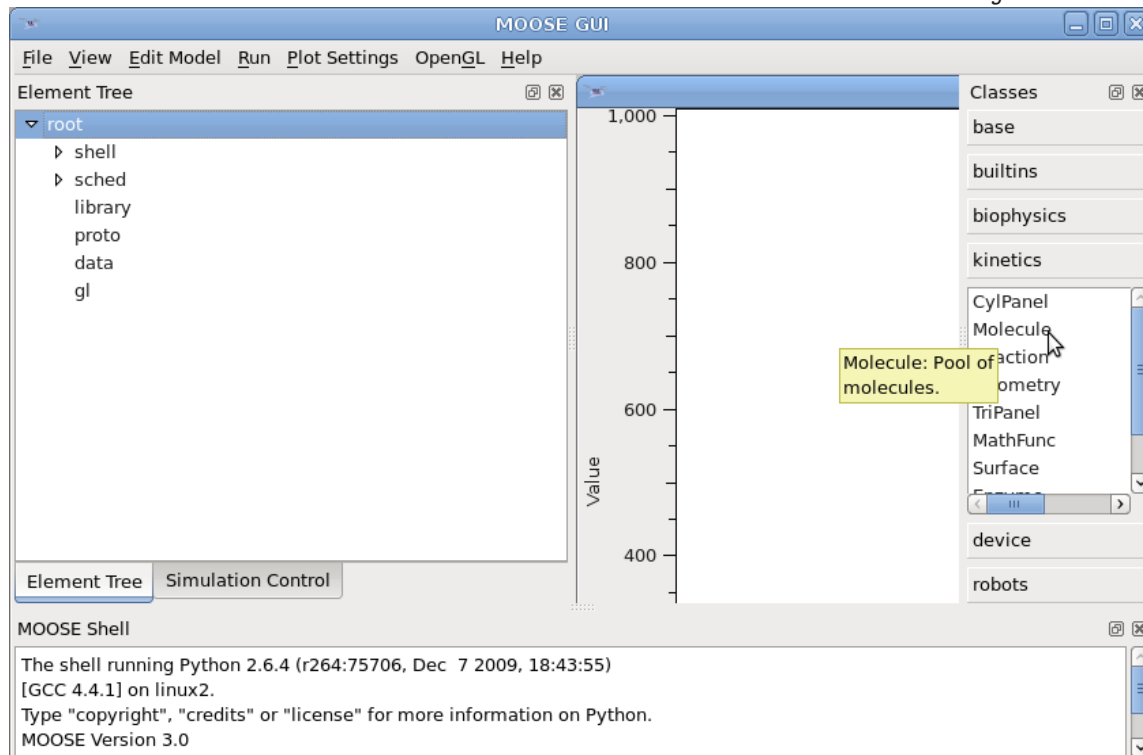 MOOSE GUI
File View Edit Model Run Plot Settings OpenGL Help
Element Tree
root
shell
sched
library
proto
data
gl
Element Tree Simulation Control
1,000
800
600
400
Value
Classes
base
builtins
biophysics
kinetics
CylPanel
Molecule
action
ometry
TriPanel
MathFunc
Surface
Molecule: Pool of
molecules.
device
robots
MOOSE Shell
The shell running Python 2.6.4 (r264:75706, Dec  7 2009, 18:43:55)
[GCC 4.4.1] on linux2.
Type "copyright", "credits" or "license" for more information on Python.
MOOSE Version 3.0